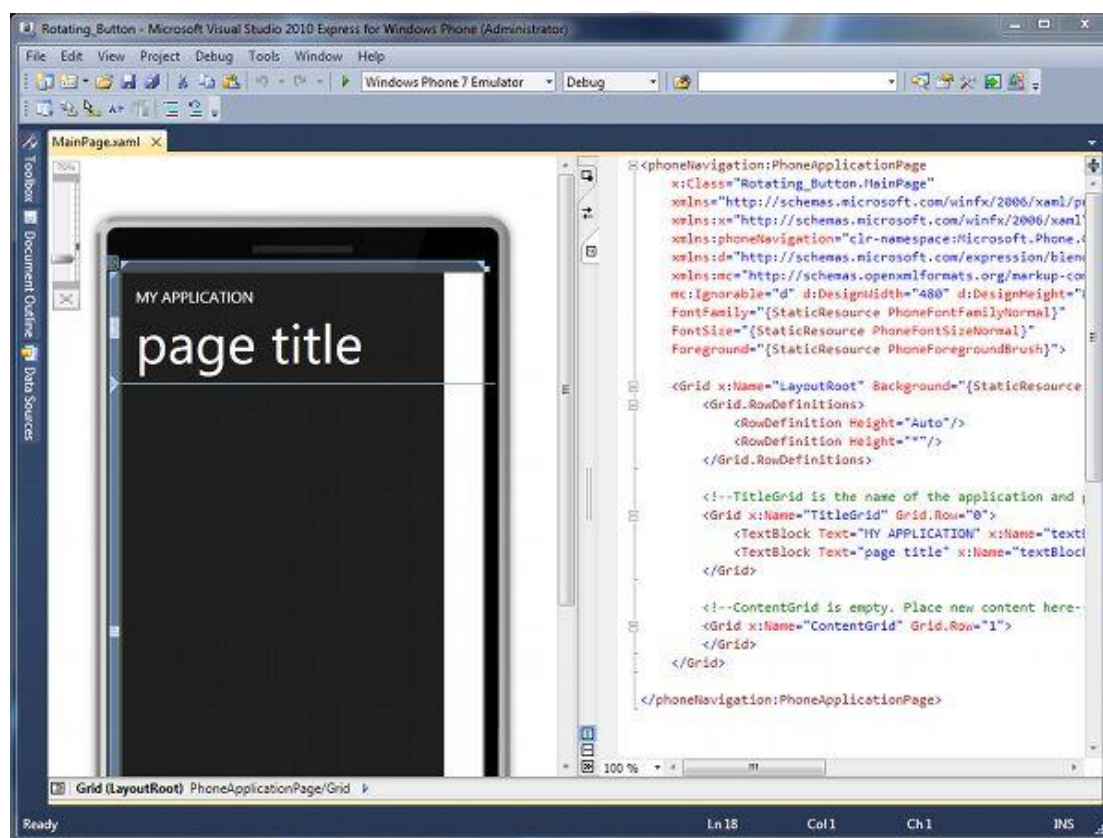 Rotating_Button - Microsoft Visual Studio 2010 Express for Windows Phone (Administrator)
File Edit View Project Debug Tools Window Help
Windows Phone 7 Emulator Debug
MainPage.xaml
Toolbox
Document Outline
Data Sources
70%
MY APPLICATION
page title
<phoneNavigation:PhoneApplicationPage
x:Class="Rotating_Button.MainPage"
xmlns="http://schemas.microsoft.com/winfx/2006/xaml/p
xmlns:x="http://schemas.microsoft.com/winfx/2006/xaml"
xmlns:phoneNavigation="clr-namespace:Microsoft.Phone.
xmlns:d="http://schemas.microsoft.com/expression/blen
xmlns:mc="http://schemas.openxmlformats.org/markup-com
mc:Ignorable="d" d:DesignWidth="480" d:DesignHeight="
FontFamily="{StaticResource PhoneFontFamilyNormal}"
FontSize="{StaticResource PhoneFontSizeNormal}"
Foreground="{StaticResource PhoneForegroundBrush}">
<Grid x:Name="LayoutRoot" Background="{StaticResource
<Grid.RowDefinitions>
<RowDefinition Height="Auto"/>
<RowDefinition Height="*"/>
</Grid.RowDefinitions>
<!--TitleGrid is the name of the application and
<Grid x:Name="TitleGrid" Grid.Row="0">
<TextBlock Text="MY APPLICATION" x:Name="text
<TextBlock Text="page title" x:Name="textBloc
</Grid>
<!--ContentGrid is empty. Place new content here-
<Grid x:Name="ContentGrid" Grid.Row="1">
</Grid>
</Grid>
</phoneNavigation:PhoneApplicationPage>
100 %
Grid (LayoutRoot) PhoneApplicationPage/Grid
Ready Ln 18 Col 1 Ch 1 INS